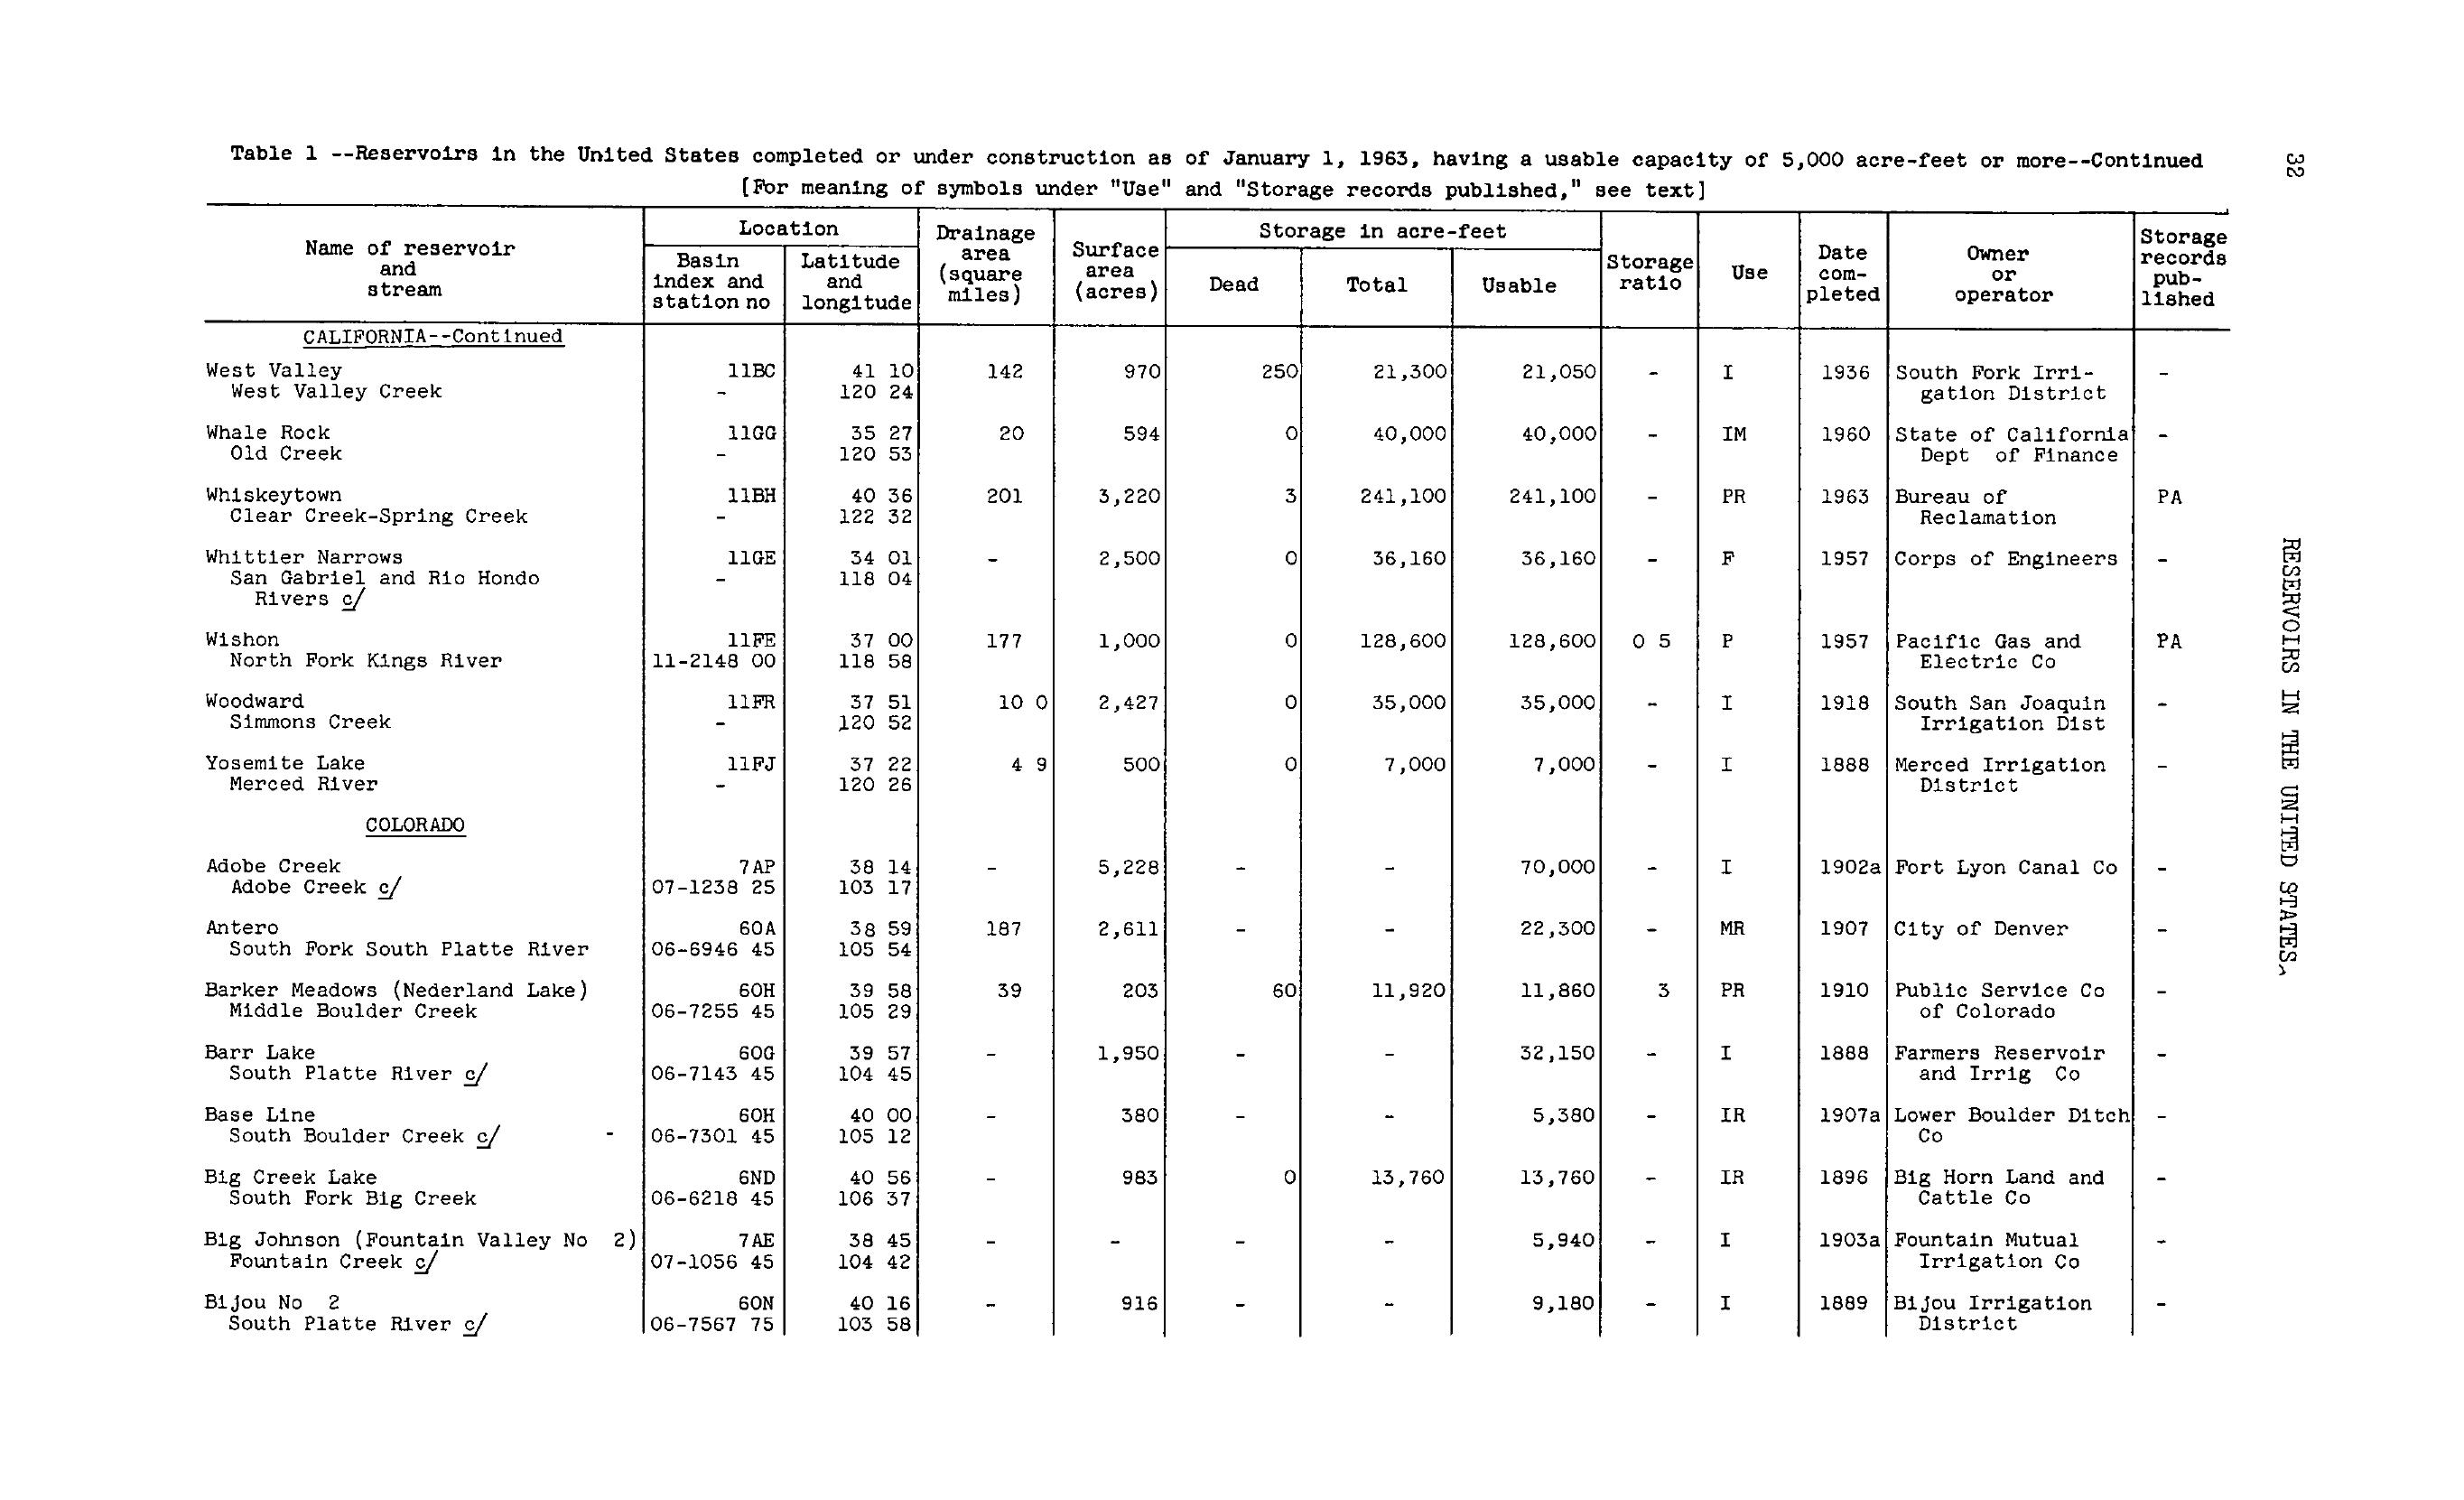 Table 1 --Reservoirs in the United States completed or under construction as of January 1, 1963, having a usable capacity of 5,000 acre-feet or more--Continued
[For meaning of symbols under "Use" and "Storage records published," see text]
32
RESERVOIRS IN THE UNITED STATES
Name of reservoir and stream | Location | Drainage area (square miles) | Surface area (acres) | Storage in acre-feet | Storage ratio | Use | Date com-pleted | Owner or operator | Storage records pub-lished
Basin index and station no | Latitude and longitude | Dead | Total | Usable
CALIFORNIA--Continued
West Valley 11BC 41 10 142 970 250 21,300 21,050 - I 1936 South Fork Irri- -
West Valley Creek - 120 24 gation District
Whale Rock 11GG 35 27 20 594 0 40,000 40,000 - IM 1960 State of California -
Old Creek - 120 53 Dept of Finance
Whiskeytown 11BH 40 36 201 3,220 3 241,100 241,100 - PR 1963 Bureau of PA
Clear Creek-Spring Creek - 122 32 Reclamation
Whittier Narrows 11GE 34 01 - 2,500 0 36,160 36,160 - F 1957 Corps of Engineers -
San Gabriel and Rio Hondo - 118 04
Rivers c/
Wishon 11FE 37 00 177 1,000 0 128,600 128,600 0 5 P 1957 Pacific Gas and PA
North Fork Kings River 11-2148 00 118 58 Electric Co
Woodward 11FR 37 51 10 0 2,427 0 35,000 35,000 - I 1918 South San Joaquin -
Simmons Creek - 120 52 Irrigation Dist
Yosemite Lake 11FJ 37 22 4 9 500 0 7,000 7,000 - I 1888 Merced Irrigation -
Merced River - 120 26 District
COLORADO
Adobe Creek 7AP 38 14 - 5,228 - - 70,000 - I 1902a Fort Lyon Canal Co -
Adobe Creek c/ 07-1238 25 103 17
Antero 60A 38 59 187 2,611 - - 22,300 - MR 1907 City of Denver -
South Fork South Platte River 06-6946 45 105 54
Barker Meadows (Nederland Lake) 60H 39 58 39 203 60 11,920 11,860 3 PR 1910 Public Service Co -
Middle Boulder Creek 06-7255 45 105 29 of Colorado
Barr Lake 60G 39 57 - 1,950 - - 32,150 - I 1888 Farmers Reservoir -
South Platte River c/ 06-7143 45 104 45 and Irrig Co
Base Line 60H 40 00 - 380 - - 5,380 - IR 1907a Lower Boulder Ditch -
South Boulder Creek c/ - 06-7301 45 105 12 Co
Big Creek Lake 6ND 40 56 - 983 0 13,760 13,760 - IR 1896 Big Horn Land and -
South Fork Big Creek 06-6218 45 106 37 Cattle Co
Big Johnson (Fountain Valley No 2) 7AE 38 45 - - - - 5,940 - I 1903a Fountain Mutual -
Fountain Creek c/ 07-1056 45 104 42 Irrigation Co
Bijou No 2 60N 40 16 - 916 - - 9,180 - I 1889 Bijou Irrigation -
South Platte River c/ 06-7567 75 103 58 District